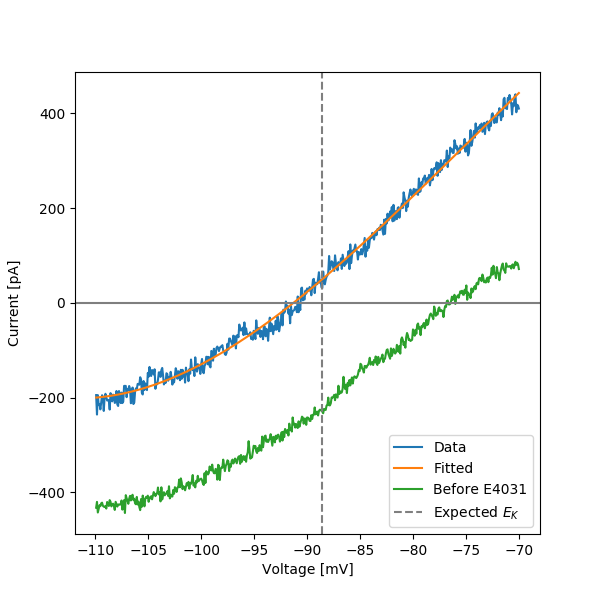 Current [pA]
400
200
0
−200
−400
−110
−105
−100
−95
−90
−85
−80
−75
−70
Voltage [mV]
Data
Fitted
Before E4031
Expected E_K